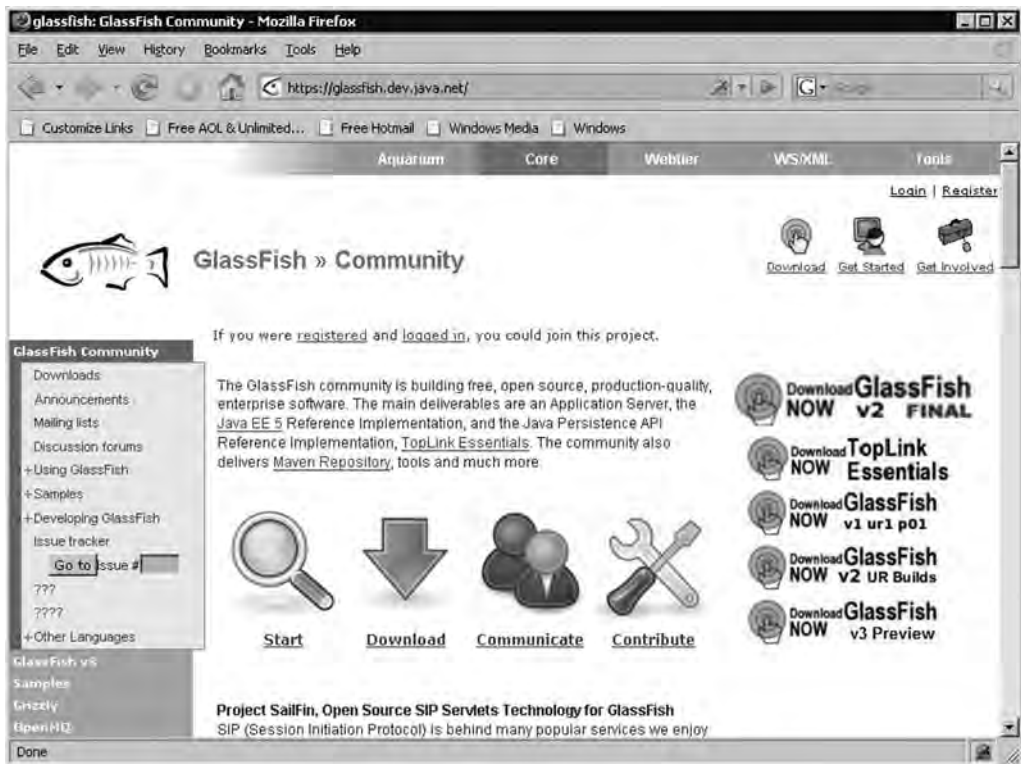 glassfish: GlassFish Community - Mozilla Firefox
File Edit View History Bookmarks Tools Help
https://glassfish.dev.java.net/
G
Customize Links Free AOL & Unlimited... Free Hotmail Windows Media Windows
Aquarium Core Webtier WS/XML Tools
Login | Register
GlassFish » Community
Download Get Started Get Involved
If you were registered and logged in, you could join this project.
GlassFish Community
Downloads
Announcements
Mailing lists
Discussion forums
+Using GlassFish
+Samples
+Developing GlassFish
Issue tracker
Go to issue #
???
????
+Other Languages
GlassFish v3
Samples
Grizzly
OpenMQ
The GlassFish community is building free, open source, production-quality,
enterprise software. The main deliverables are an Application Server, the
Java EE 5 Reference Implementation, and the Java Persistence API
Reference Implementation, TopLink Essentials. The community also
delivers Maven Repository, tools and much more.
Start Download Communicate Contribute
Download NOW GlassFish v2 FINAL
Download NOW TopLink Essentials
Download NOW GlassFish v1 ur1 p01
Download NOW GlassFish v2 UR Builds
Download NOW GlassFish v3 Preview
Project SailFin, Open Source SIP Servlets Technology for GlassFish
SIP (Session Initiation Protocol) is behind many popular services we enjoy
Done